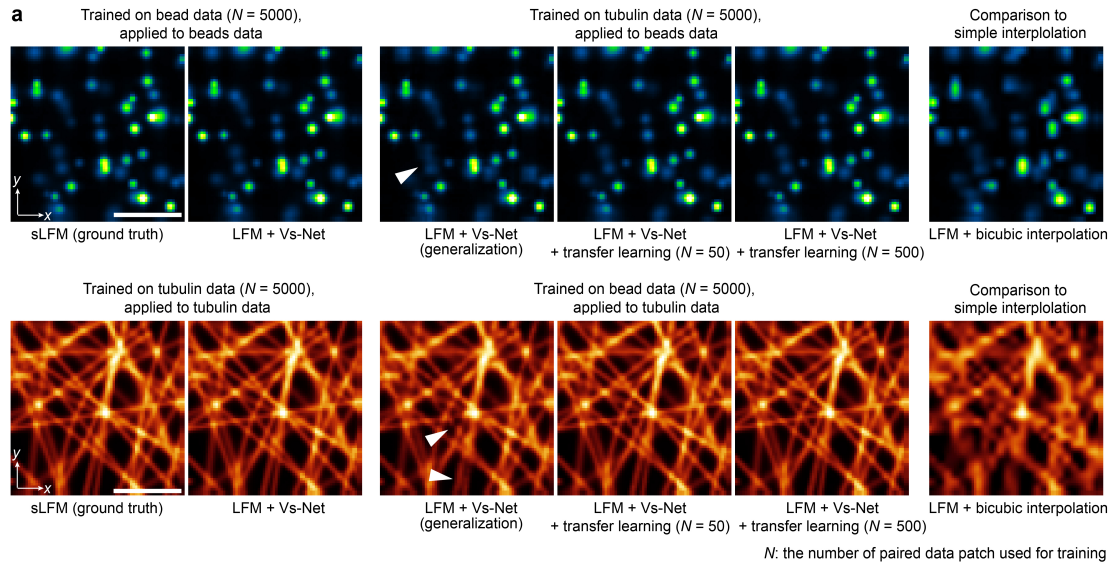 a
Trained on bead data (N = 5000),
applied to beads data
Trained on tubulin data (N = 5000),
applied to beads data
Comparison to
simple interplolation
y
x
sLFM (ground truth)
LFM + Vs-Net
LFM + Vs-Net
(generalization)
LFM + Vs-Net
+ transfer learning (N = 50)
LFM + Vs-Net
+ transfer learning (N = 500)
LFM + bicubic interpolation
Trained on tubulin data (N = 5000),
applied to tubulin data
Trained on bead data (N = 5000),
applied to tubulin data
Comparison to
simple interplolation
y
x
sLFM (ground truth)
LFM + Vs-Net
LFM + Vs-Net
(generalization)
LFM + Vs-Net
+ transfer learning (N = 50)
LFM + Vs-Net
+ transfer learning (N = 500)
LFM + bicubic interpolation
N: the number of paired data patch used for training